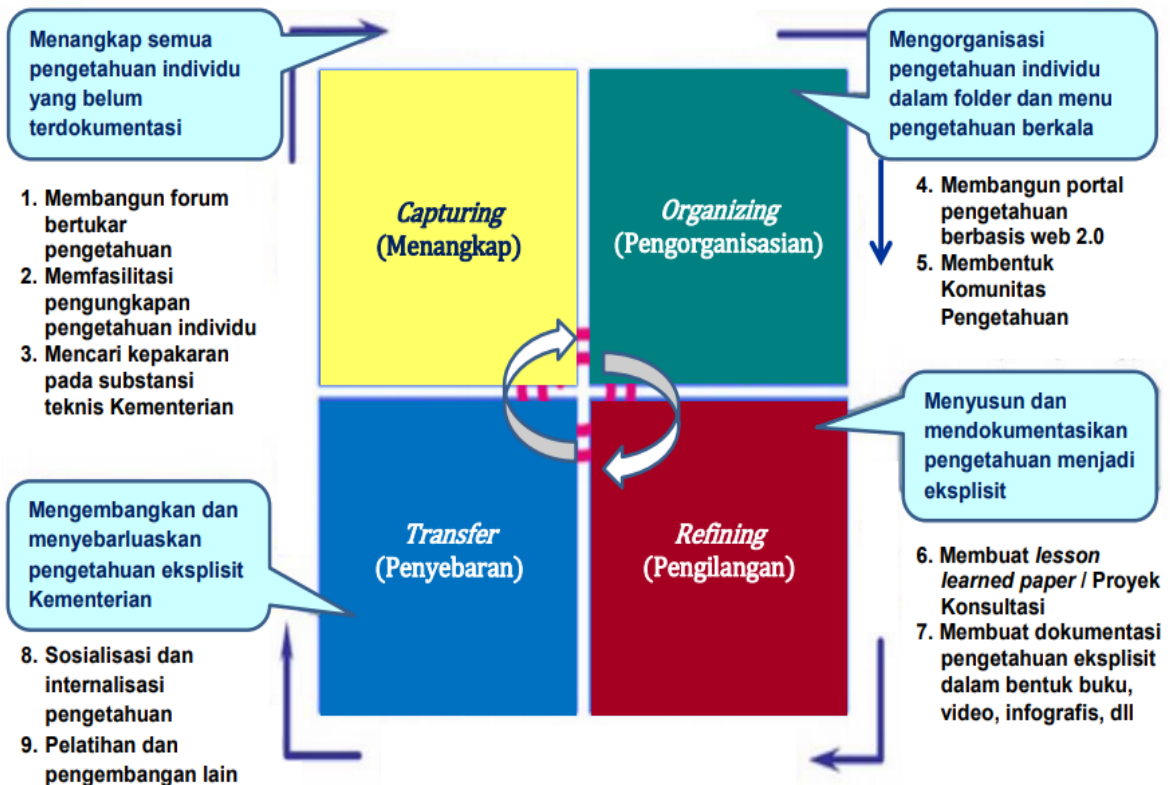 Menangkap semua
pengetahuan individu
yang belum
terdokumentasi
1. Membangun forum
bertukar
pengetahuan
2. Memfasilitasi
pengungkapan
pengetahuan individu
3. Mencari kepakaran
pada substansi
teknis Kementerian
Capturing
(Menangkap)
Organizing
(Pengorganisasian)
Mengorganisasi
pengetahuan individu
dalam folder dan menu
pengetahuan berkala
4. Membangun portal
pengetahuan
berbasis web 2.0
5. Membentuk
Komunitas
Pengetahuan
Menyusun dan
mendokumentasikan
pengetahuan menjadi
eksplisit
6. Membuat lesson
learned paper / Proyek
Konsultasi
7. Membuat dokumentasi
pengetahuan eksplisit
dalam bentuk buku,
video, infografis, dll
Refining
(Pengilangan)
Transfer
(Penyebaran)
Mengembangkan dan
menyebarluaskan
pengetahuan eksplisit
Kementerian
8. Sosialisasi dan
internalisasi
pengetahuan
9. Pelatihan dan
pengembangan lain